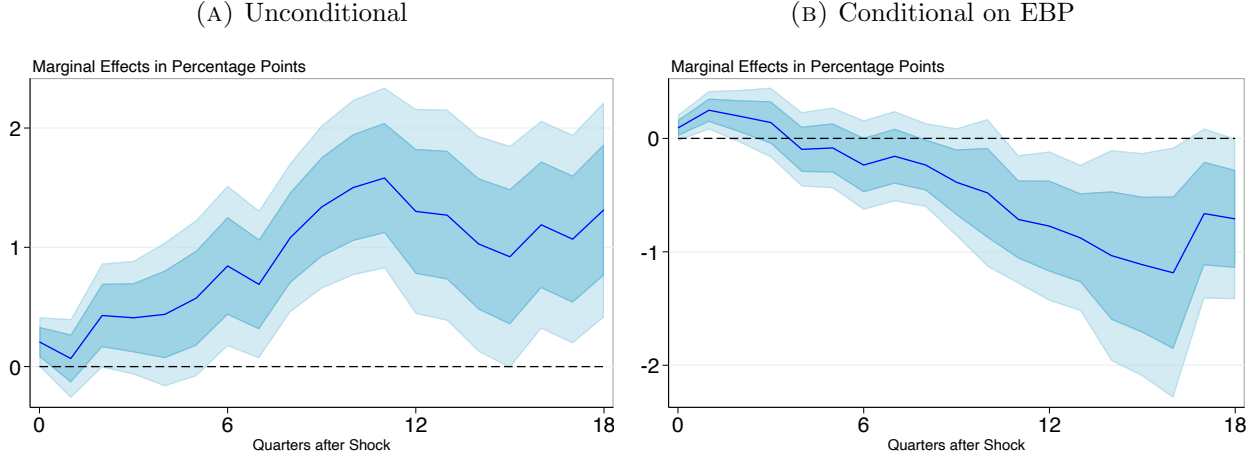 (A) Unconditional
Marginal Effects in Percentage Points
2
1
0
0 6 12 18
Quarters after Shock
(B) Conditional on EBP
Marginal Effects in Percentage Points
0
-1
-2
0 6 12 18
Quarters after Shock